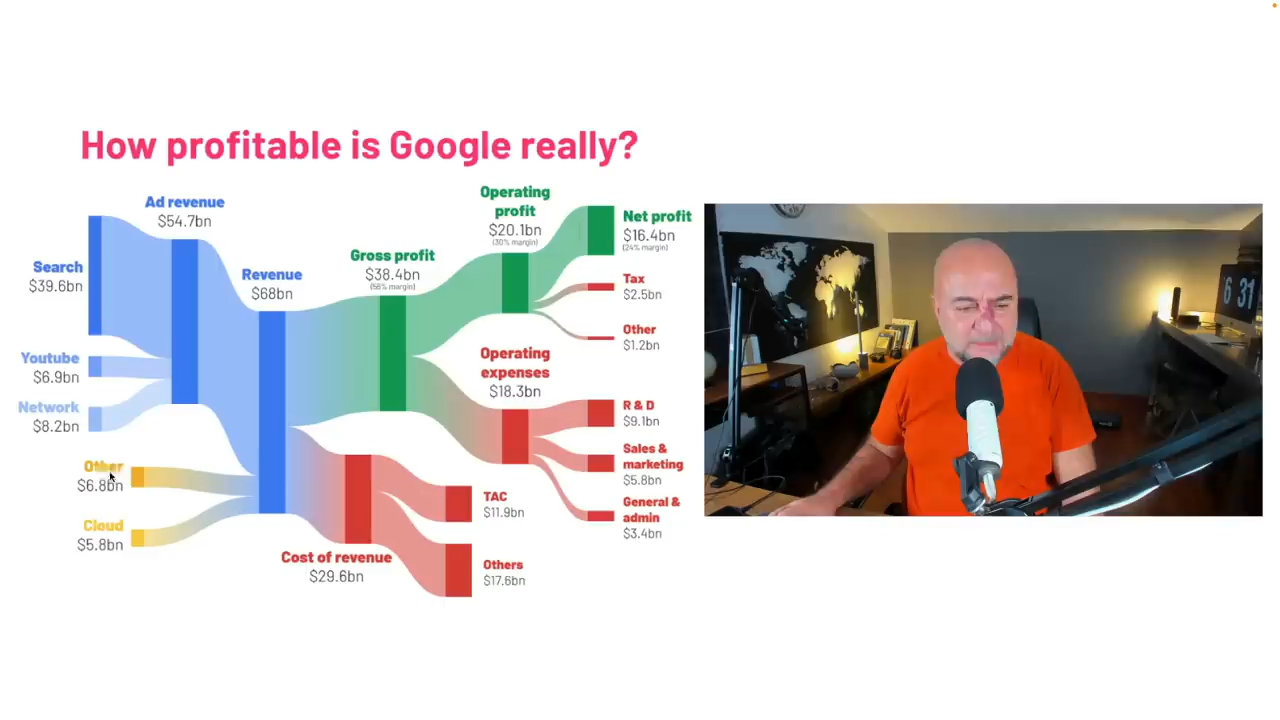 How profitable is Google really?
Search
$39.6bn
Youtube
$6.9bn
Network
$8.2bn
Other
$6.8bn
Cloud
$5.8bn
Ad revenue
$54.7bn
Revenue
$68bn
Gross profit
$38.4bn
(56% margin)
Cost of revenue
$29.6bn
Operating
profit
$20.1bn
(30% margin)
Operating
expenses
$18.3bn
TAC
$11.9bn
Others
$17.6bn
Net profit
$16.4bn
(24% margin)
Tax
$2.5bn
Other
$1.2bn
R & D
$9.1bn
Sales &
marketing
$5.8bn
General &
admin
$3.4bn
6 31